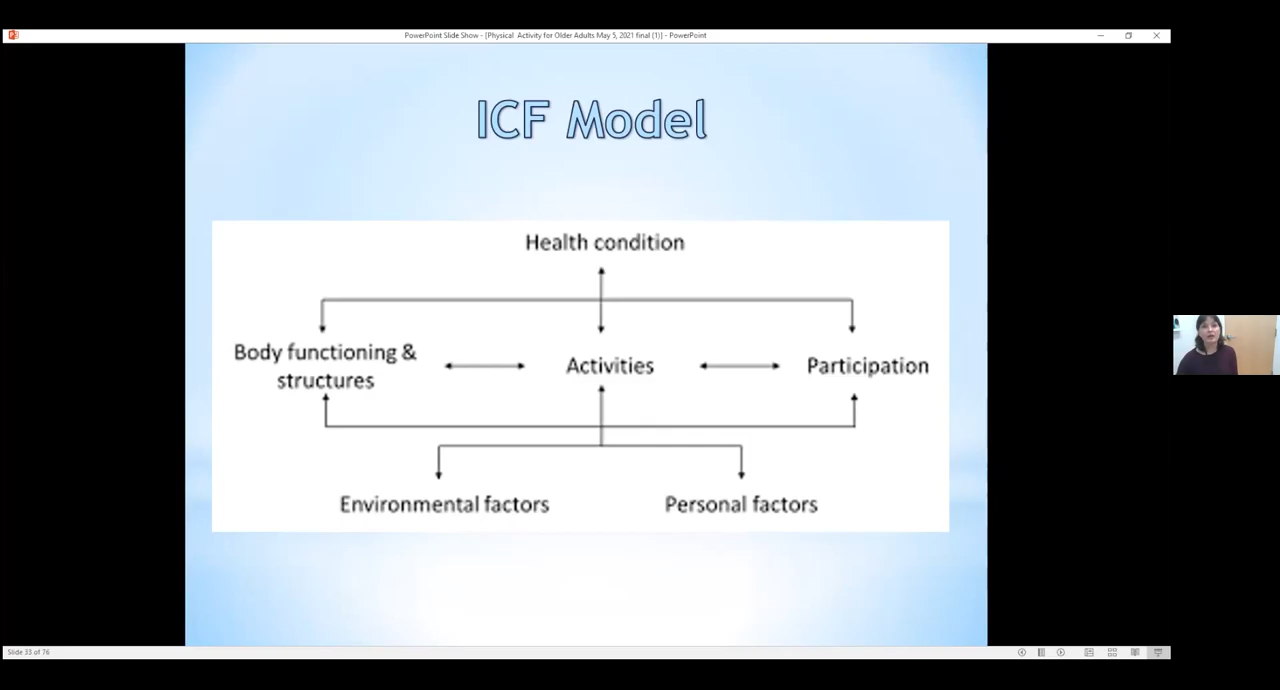 PowerPoint Slide Show - [Physical Activity for Older Adults May 5, 2021 final (1)] - PowerPoint
ICF Model
Health condition
Body functioning &
structures
Activities
Participation
Environmental factors
Personal factors
Slide 33 of 76